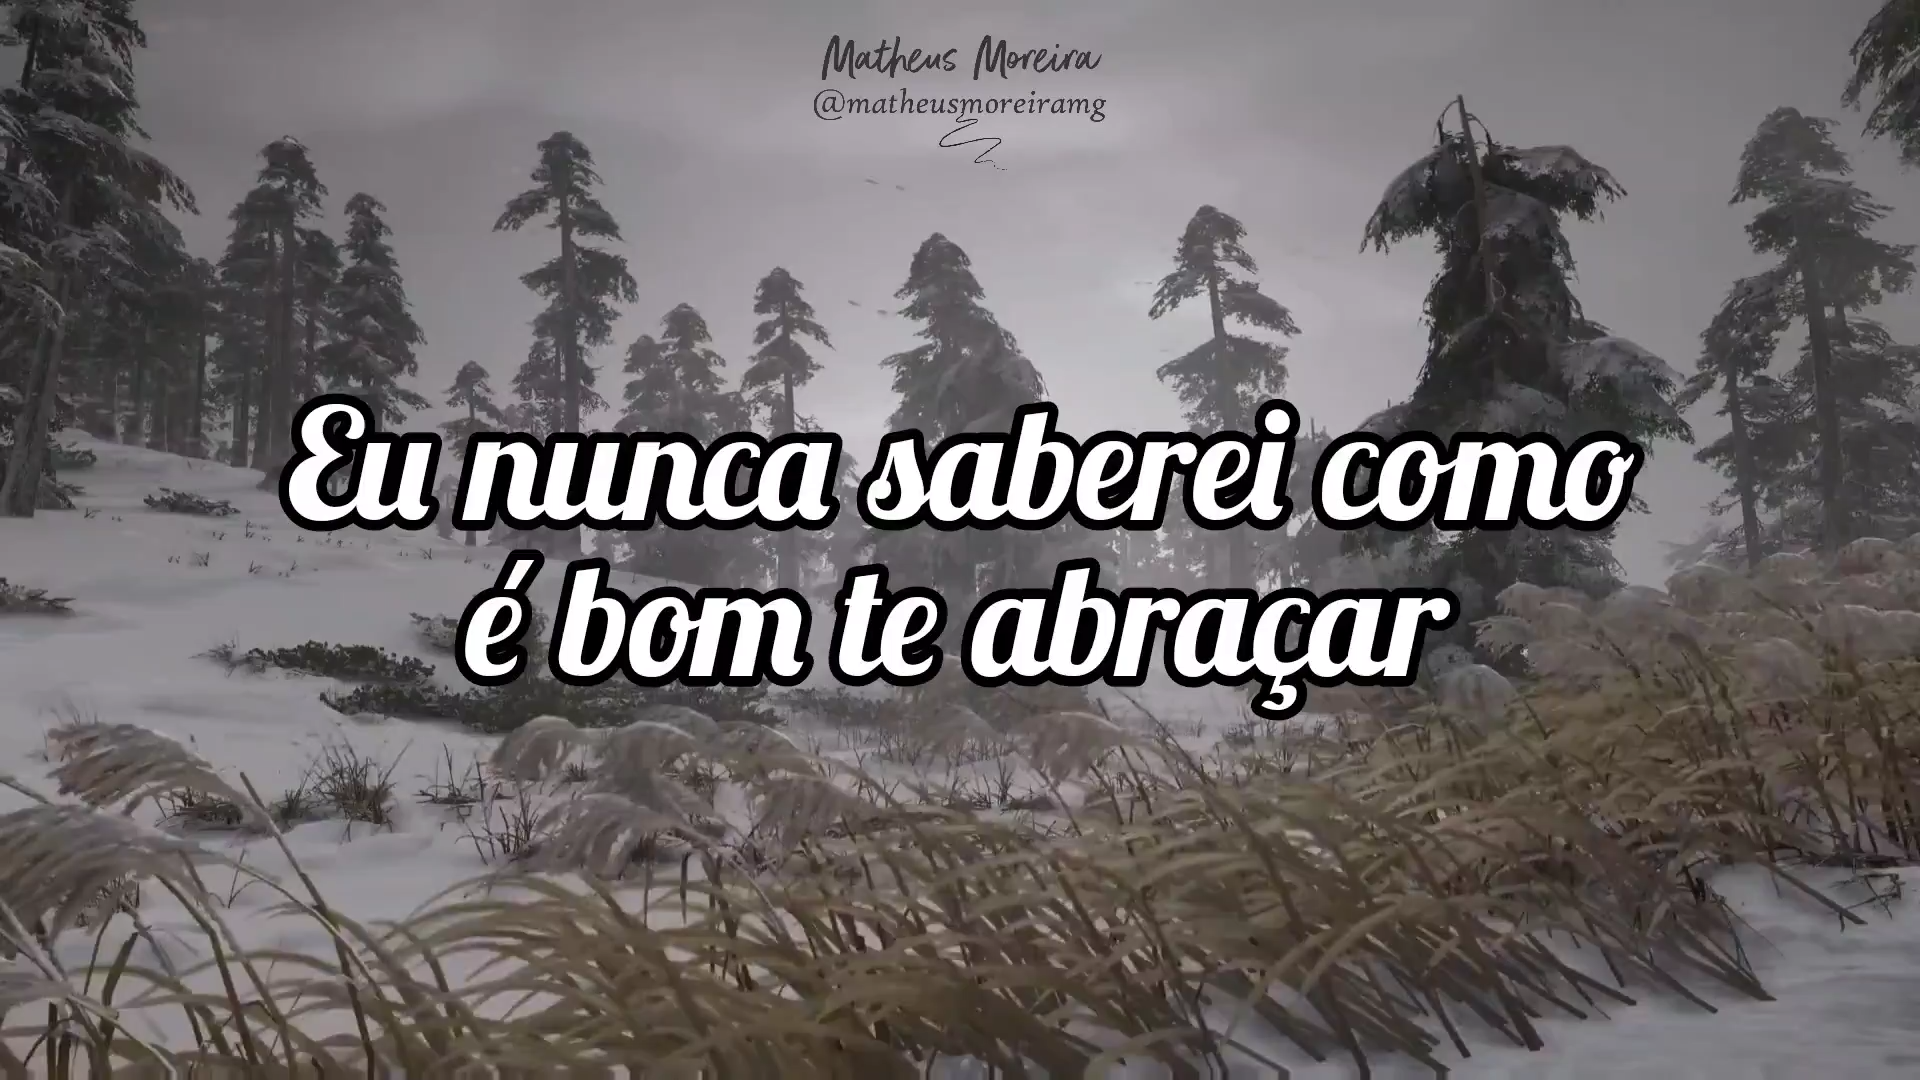 Matheus Moreira
@matheusmoreiramg
Eu nunca saberei como
é bom te abraçar